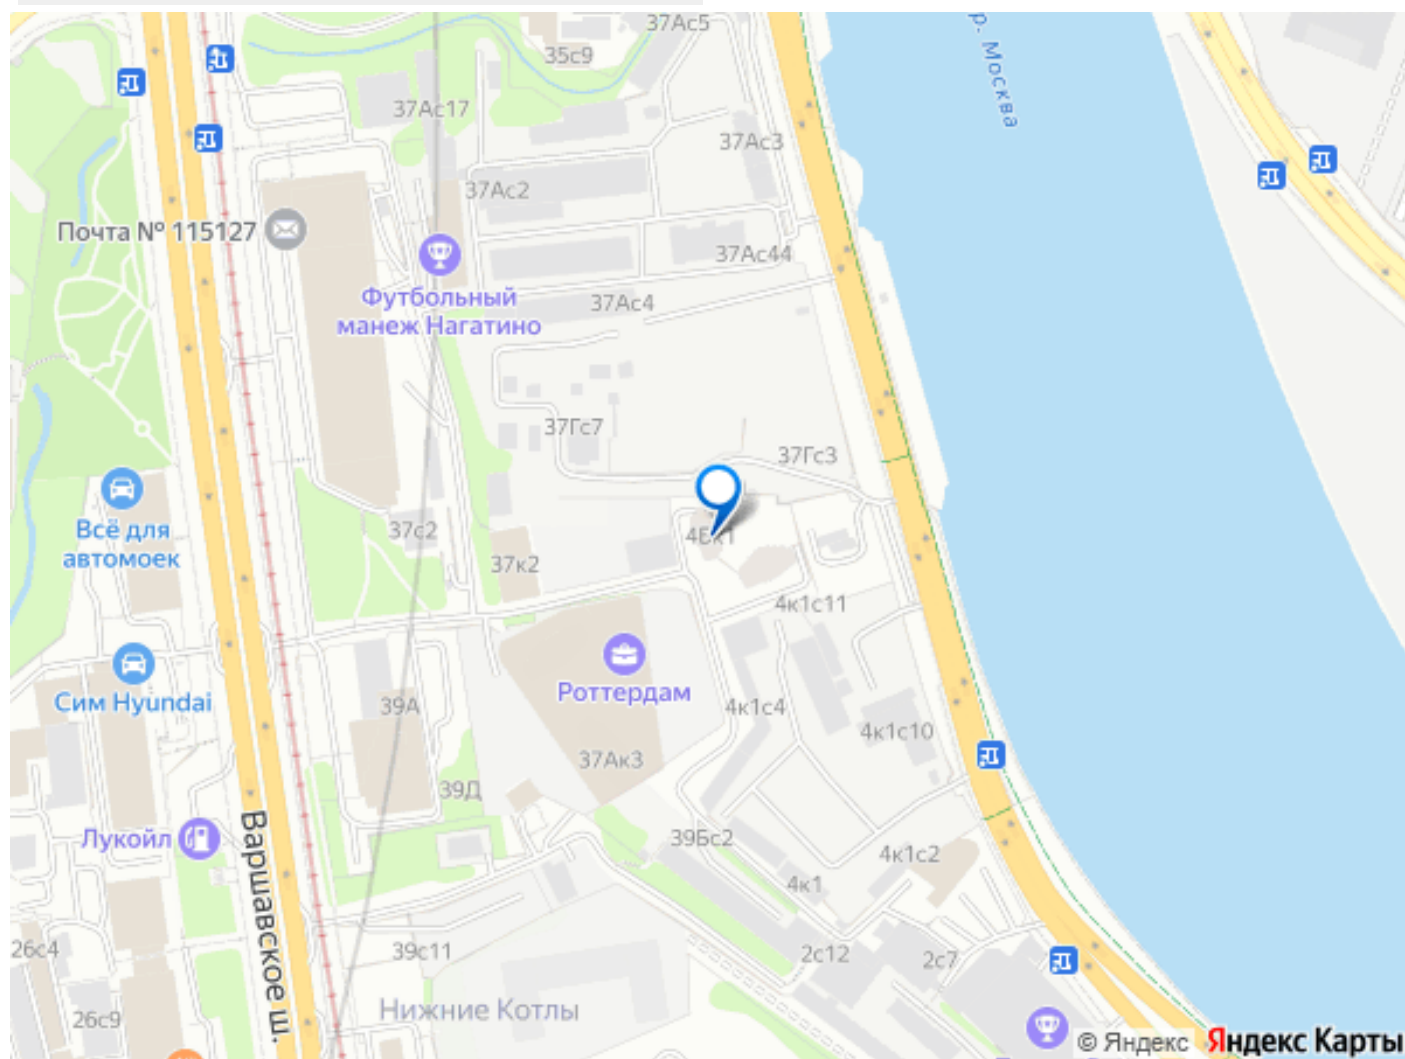 37Ас5
35с9
р. Москва
37Ас17
37Ас3
37Ас2
Почта № 115127
37Ас44
Футбольный
манеж Нагатино
37Ас4
37Гс7
37Гс3
Всё для
автомоек
37с2
4Бк1
37к2
4к1с11
Роттердам
Сим Hyundai
39А
4к1с4
4к1с10
37Ак3
39Д
Лукойл
Варшавское ш.
39Бс2
4к1с2
4к1
26с4
39с11
2с12
2с7
Нижние Котлы
26с9
© Яндекс Яндекс Карты